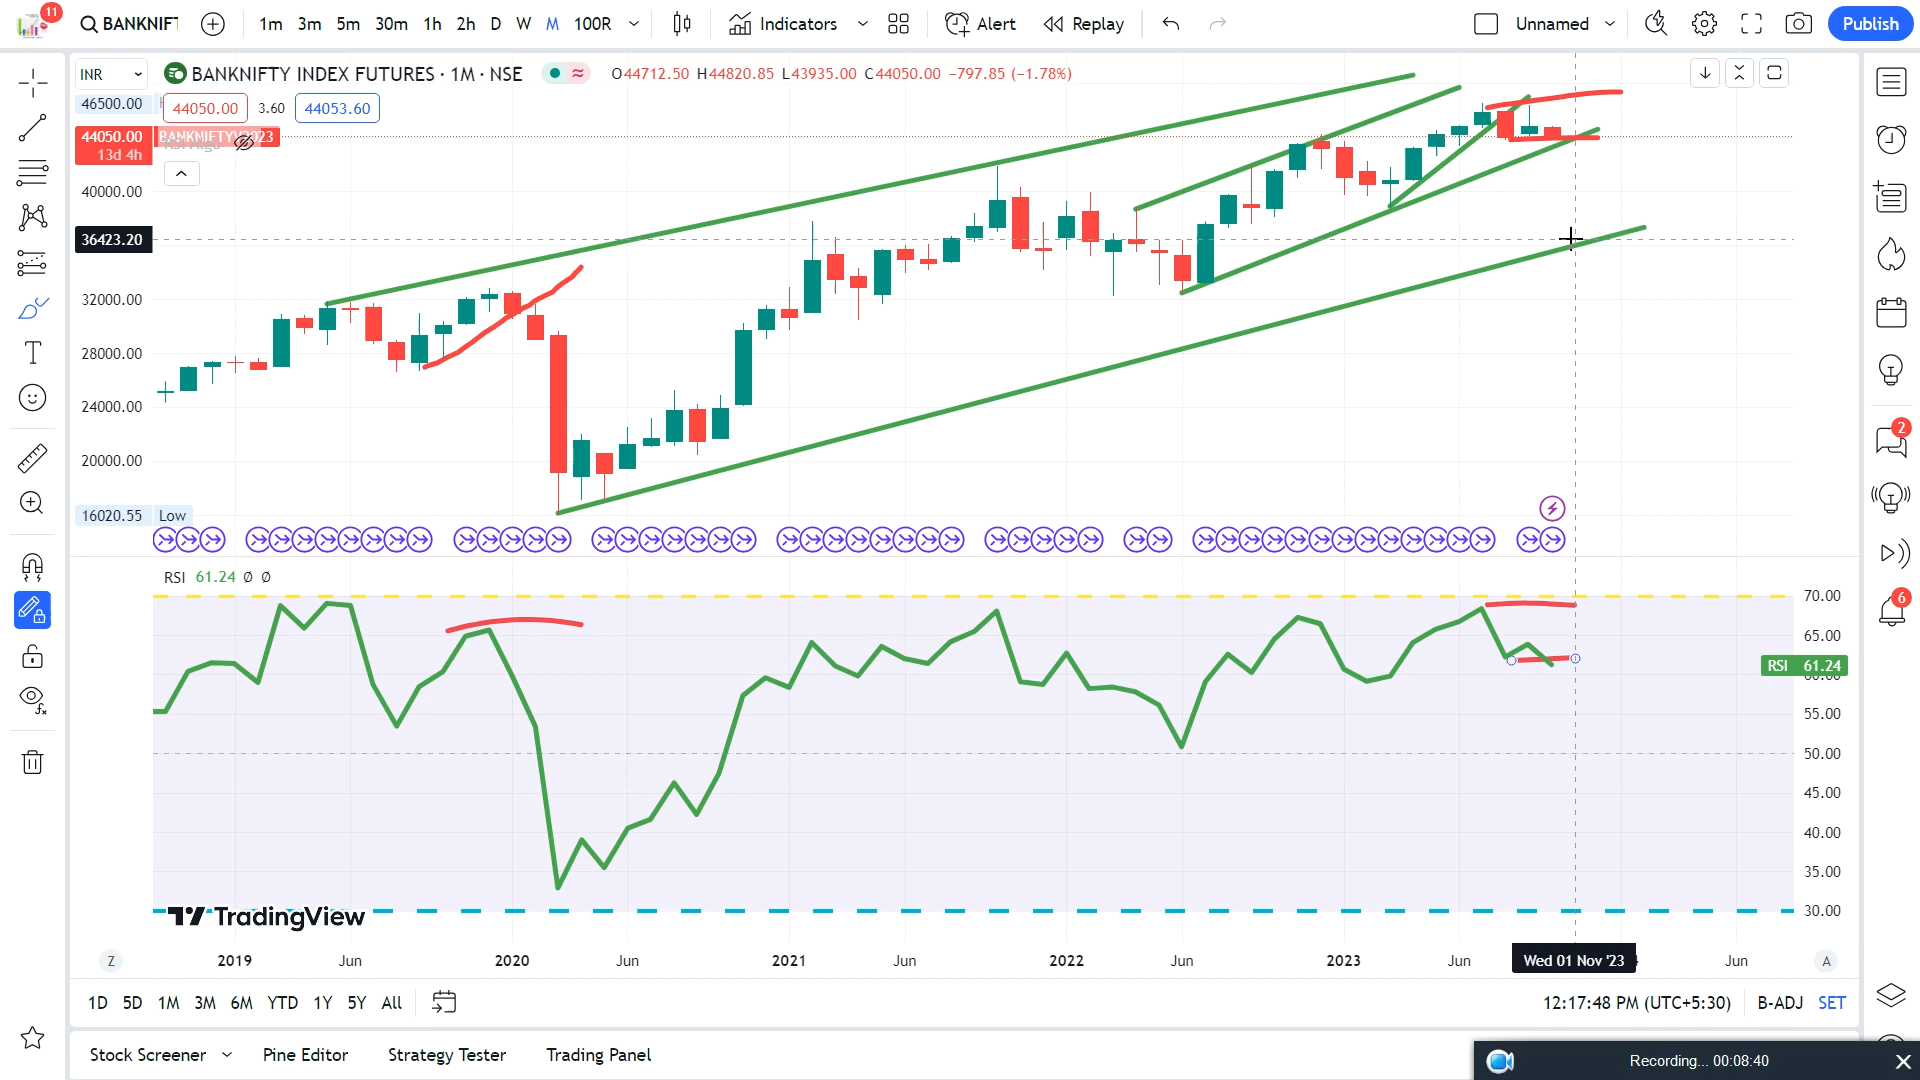 11
BANKNIFT 1m 3m 5m 30m 1h 2h D W M 100R Indicators Alert Replay Unnamed Publish
INR BANKNIFTY INDEX FUTURES · 1M · NSE O44712.50 H44820.85 L43935.00 C44050.00 −797.85 (−1.78%)
46500.00 44050.00 3.60 44053.60
44050.00 BANKNIFTYV2023
13d 4h
40000.00
36423.20
32000.00
28000.00
24000.00
20000.00
16020.55 Low
RSI 61.24 Ø Ø
70.00
65.00
RSI 61.24
60.00
55.00
50.00
45.00
40.00
35.00
30.00
TradingView
Z 2019 Jun 2020 Jun 2021 Jun 2022 Jun 2023 Jun Wed 01 Nov '23 Jun A
1D 5D 1M 3M 6M YTD 1Y 5Y All 12:17:48 PM (UTC+5:30) B-ADJ SET
Stock Screener Pine Editor Strategy Tester Trading Panel
Recording... 00:08:40
2
6